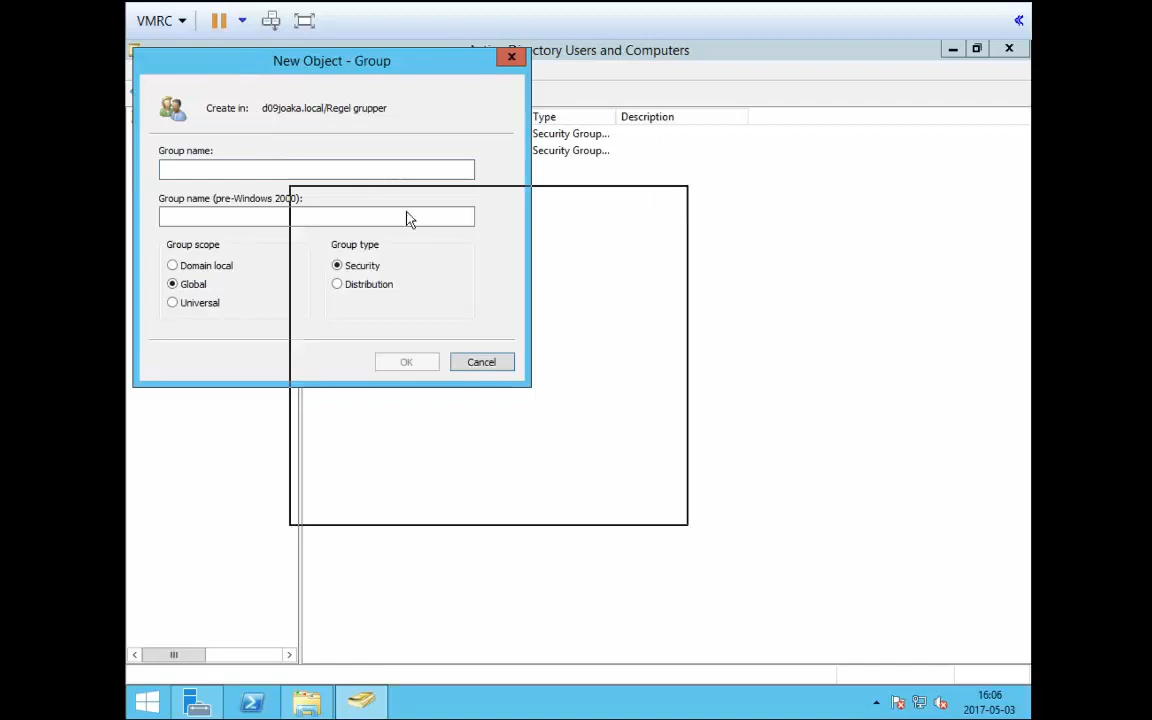 VMRC
Directory Users and Computers
New Object - Group
Create in: d09joaka.local/Regel grupper
Type Description
Security Group...
Security Group...
Group name:
Group name (pre-Windows 2000):
Group scope Group type
Domain local Security
Global Distribution
Universal
OK Cancel
16:06
2017-05-03